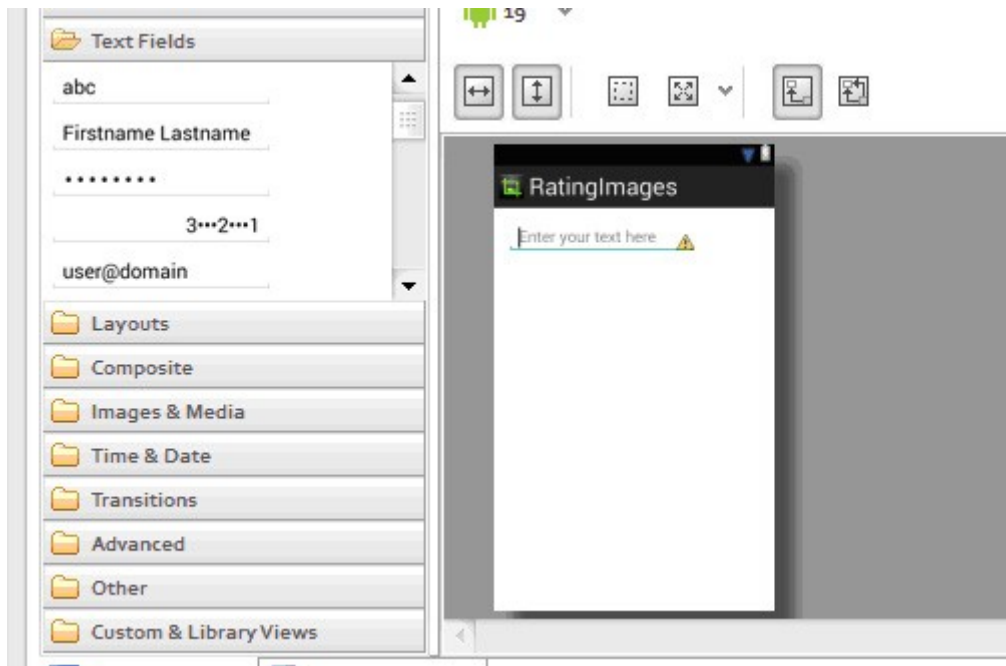 Text Fields
abc
Firstname Lastname
••••••••
3•••2•••1
user@domain
Layouts
Composite
Images & Media
Time & Date
Transitions
Advanced
Other
Custom & Library Views
19
RatingImages
Enter your text here